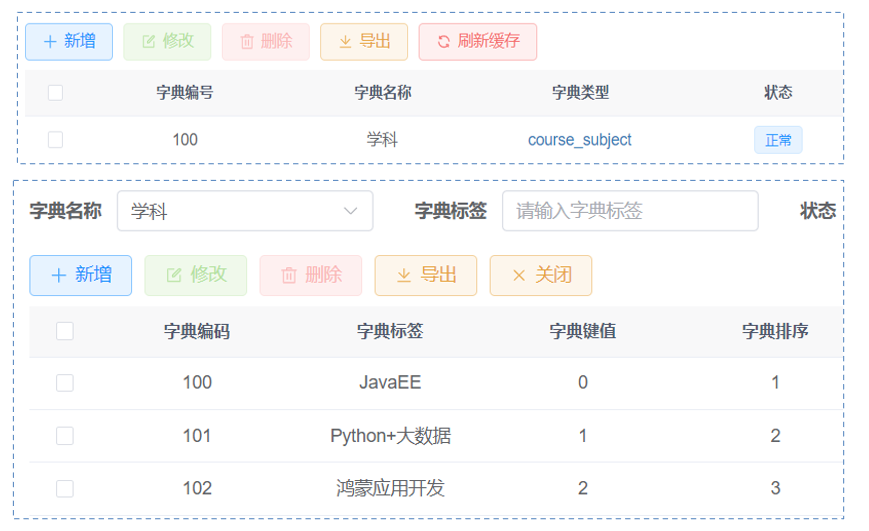 新增 修改 删除 导出 刷新缓存
字典编号 字典名称 字典类型 状态
100 学科 course_subject 正常
字典名称 学科 字典标签 请输入字典标签 状态
新增 修改 删除 导出 关闭
字典编码 字典标签 字典键值 字典排序
100 JavaEE 0 1
101 Python+大数据 1 2
102 鸿蒙应用开发 2 3